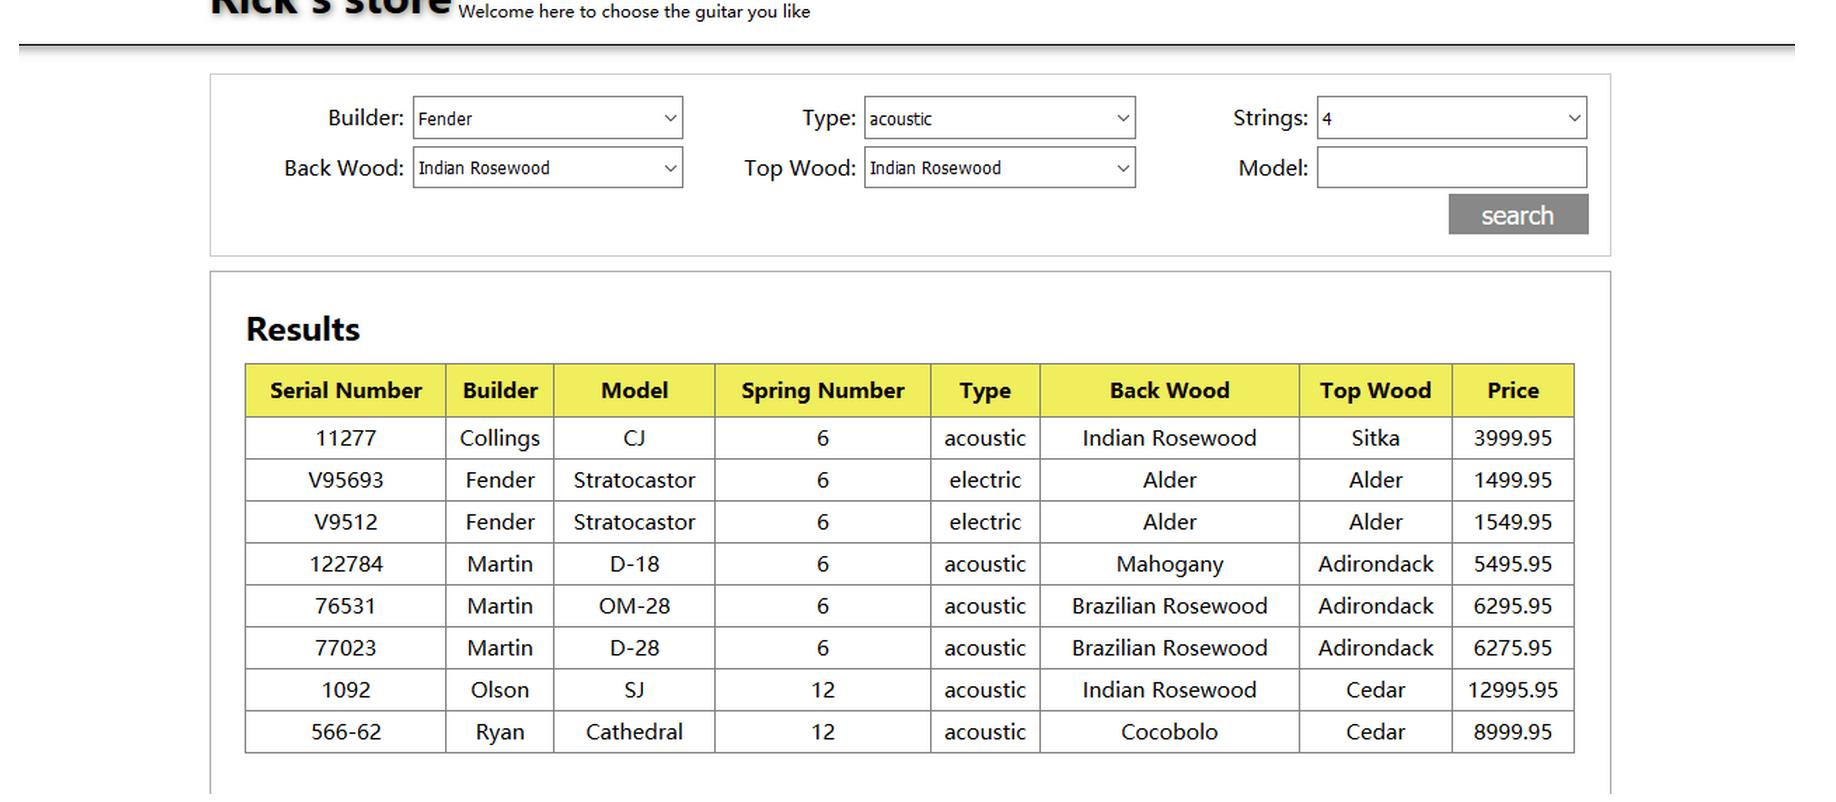 Rick's store Welcome here to choose the guitar you like
Builder: Fender Type: acoustic Strings: 4
Back Wood: Indian Rosewood Top Wood: Indian Rosewood Model:
search
Results
Serial Number Builder Model Spring Number Type Back Wood Top Wood Price
11277 Collings CJ 6 acoustic Indian Rosewood Sitka 3999.95
V95693 Fender Stratocastor 6 electric Alder Alder 1499.95
V9512 Fender Stratocastor 6 electric Alder Alder 1549.95
122784 Martin D-18 6 acoustic Mahogany Adirondack 5495.95
76531 Martin OM-28 6 acoustic Brazilian Rosewood Adirondack 6295.95
77023 Martin D-28 6 acoustic Brazilian Rosewood Adirondack 6275.95
1092 Olson SJ 12 acoustic Indian Rosewood Cedar 12995.95
566-62 Ryan Cathedral 12 acoustic Cocobolo Cedar 8999.95